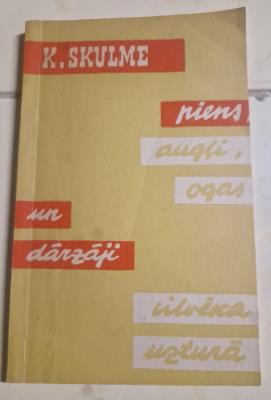 K. SKULME
piens,
augļi,
ogas
un
dārzāji
cilvēka
uzturā